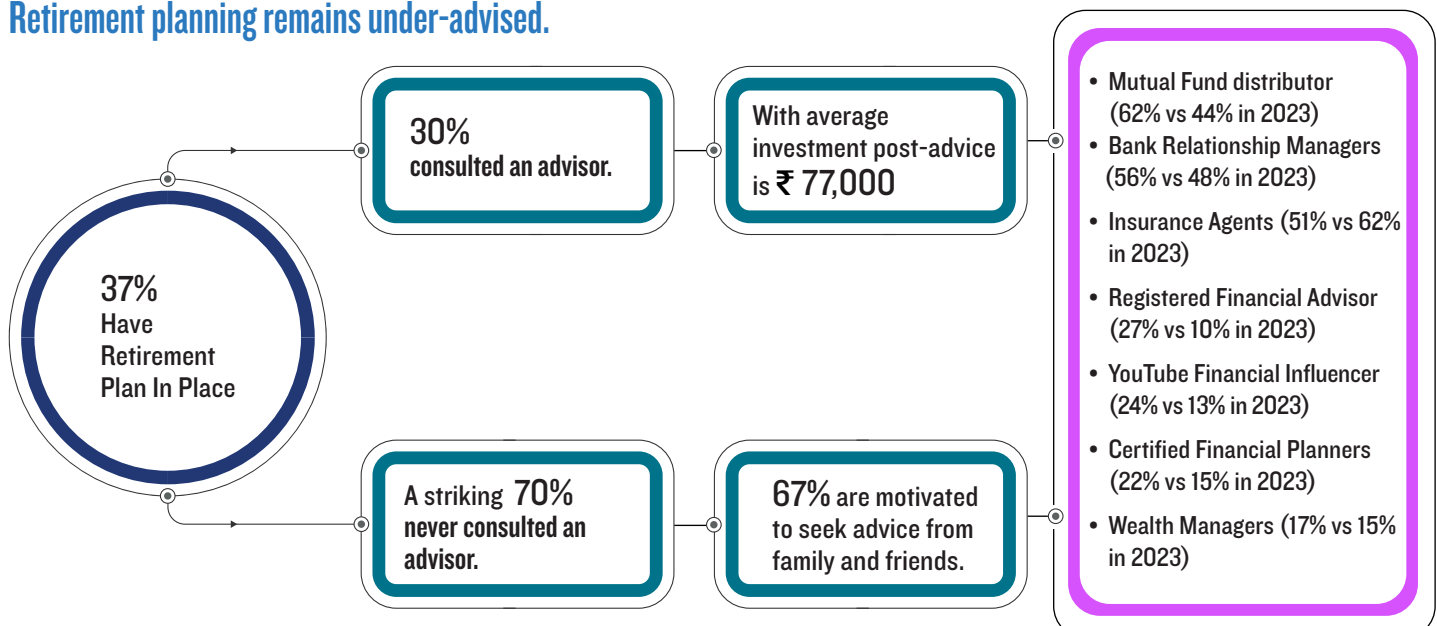 Retirement planning remains under-advised.
37%
Have
Retirement
Plan In Place
30%
consulted an advisor.
With average
investment post-advice
is ₹ 77,000
A striking 70%
never consulted an
advisor.
67% are motivated
to seek advice from
family and friends.
• Mutual Fund distributor
(62% vs 44% in 2023)
• Bank Relationship Managers
(56% vs 48% in 2023)
• Insurance Agents (51% vs 62%
in 2023)
• Registered Financial Advisor
(27% vs 10% in 2023)
• YouTube Financial Influencer
(24% vs 13% in 2023)
• Certified Financial Planners
(22% vs 15% in 2023)
• Wealth Managers (17% vs 15%
in 2023)